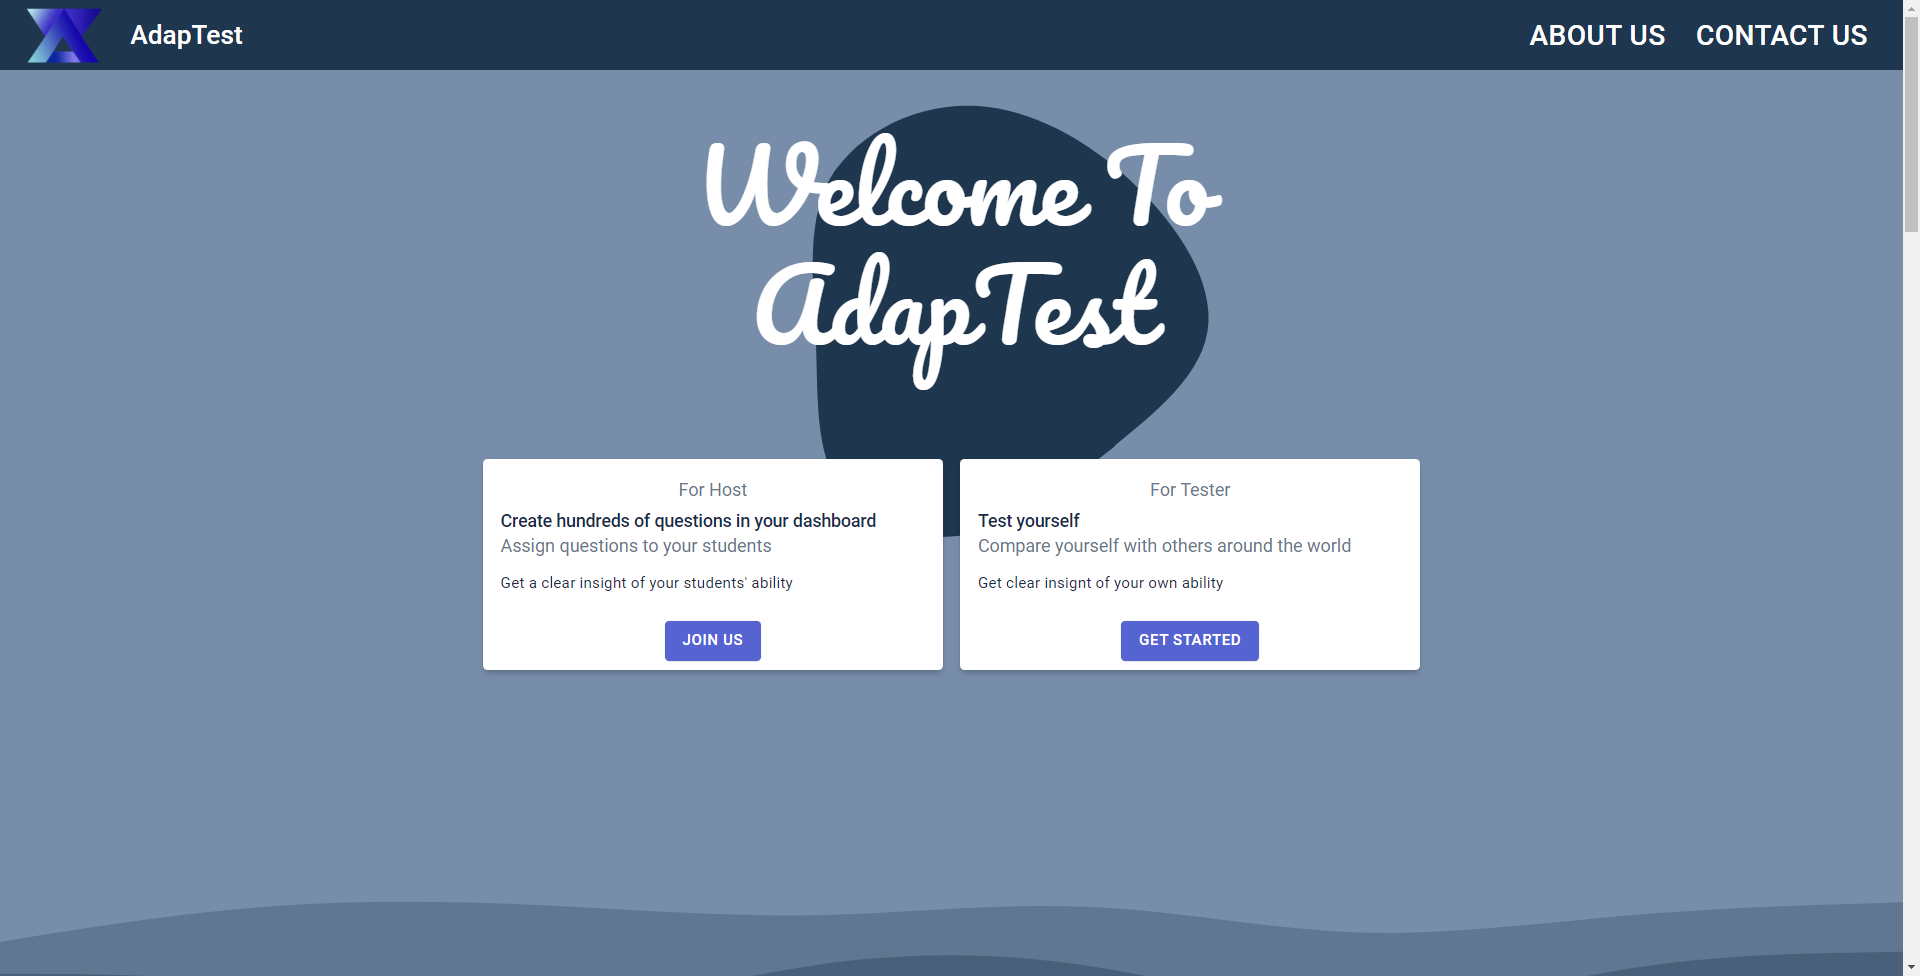 AdapTest
ABOUT US
CONTACT US
Welcome To
AdapTest
For Host
Create hundreds of questions in your dashboard
Assign questions to your students
Get a clear insight of your students' ability
JOIN US
For Tester
Test yourself
Compare yourself with others around the world
Get clear insignt of your own ability
GET STARTED